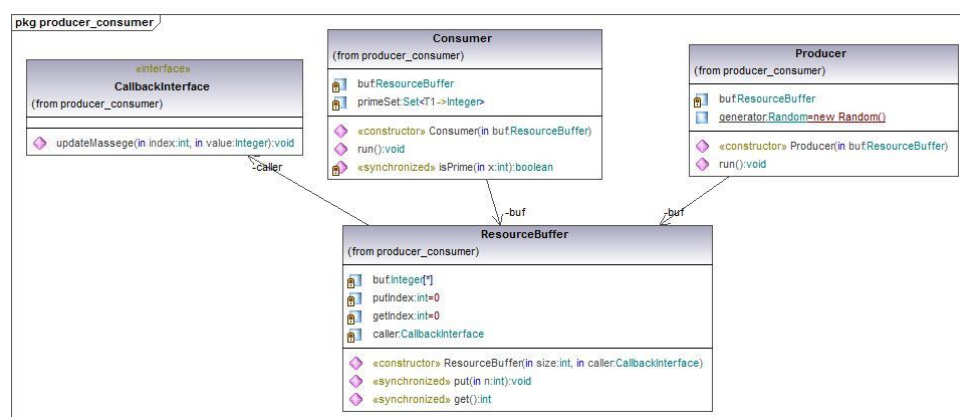 pkg producer_consumer
«interface»
CallbackInterface
(from producer_consumer)
updateMassege(in index:int, in value:Integer):void
Consumer
(from producer_consumer)
buf:ResourceBuffer
primeSet:Set<T1->Integer>
«constructor» Consumer(in buf:ResourceBuffer)
run():void
«synchronized» isPrime(in x:int):boolean
Producer
(from producer_consumer)
buf:ResourceBuffer
generator:Random=new Random()
«constructor» Producer(in buf:ResourceBuffer)
run():void
-caller
-buf
-buf
ResourceBuffer
(from producer_consumer)
buf:Integer[*]
putIndex:int=0
getIndex:int=0
caller:CallbackInterface
«constructor» ResourceBuffer(in size:int, in caller:CallbackInterface)
«synchronized» put(in n:int):void
«synchronized» get():int